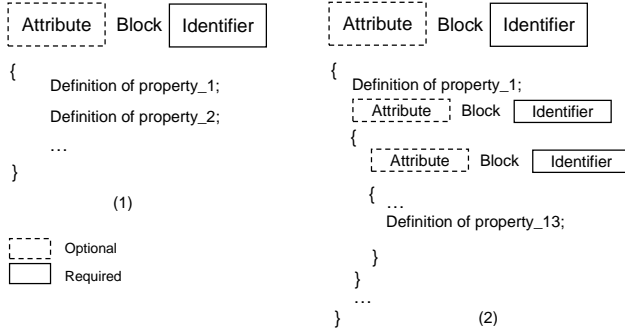 Attribute Block Identifier
{
Definition of property_1;
Definition of property_2;
...
}
(1)
Optional
Required
Attribute Block Identifier
{
Definition of property_1;
Attribute Block Identifier
{
Attribute Block Identifier
{
...
Definition of property_13;
}
}
...
}
(2)